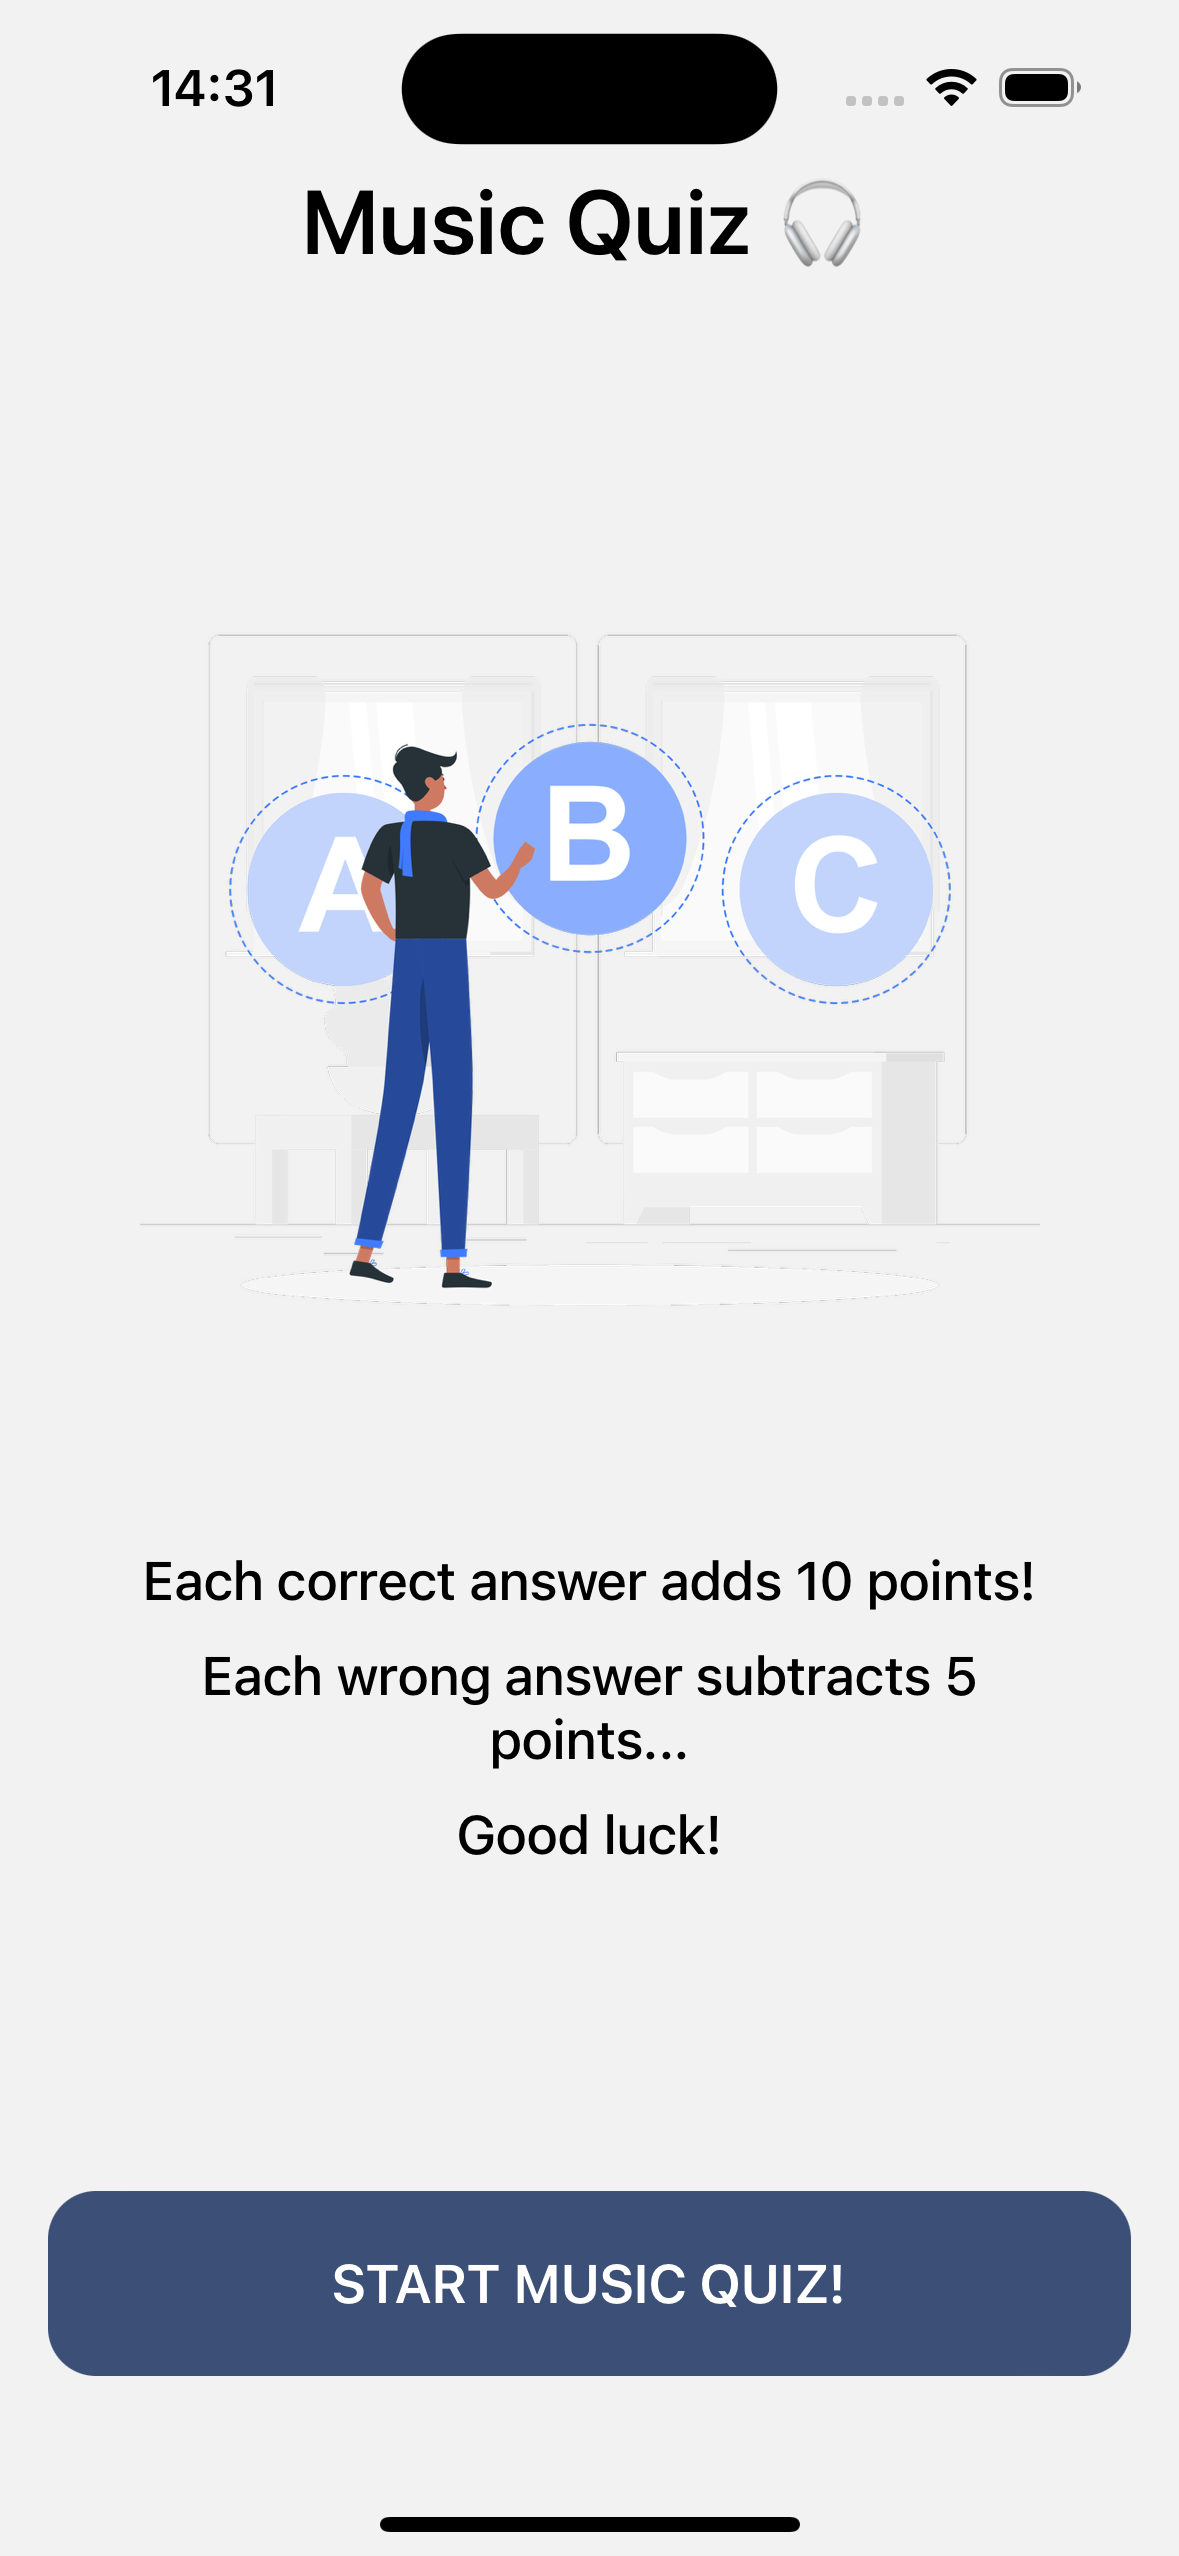 14:31
Music Quiz 🎧
A B C
Each correct answer adds 10 points!
Each wrong answer subtracts 5
points...
Good luck!
START MUSIC QUIZ!